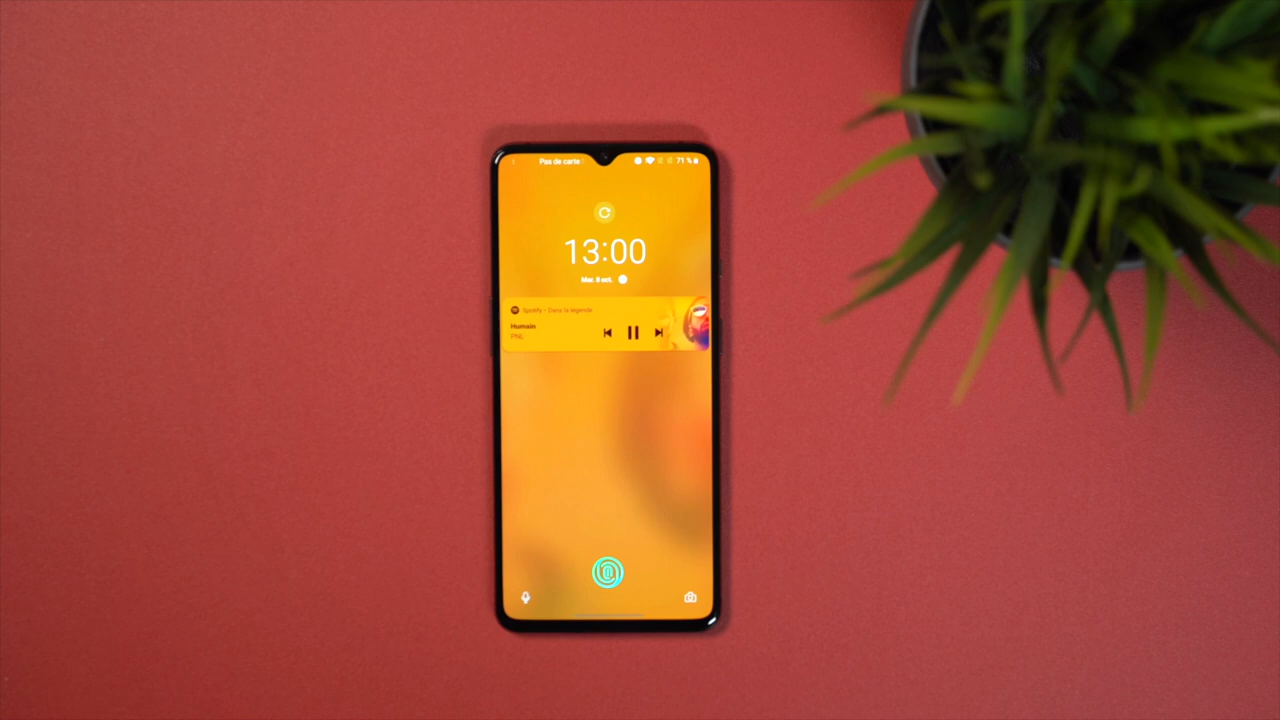 Pas de carte
71 %
13:00
Mar. 8 oct.
Spotify • Dans la légende
Humain
PNL